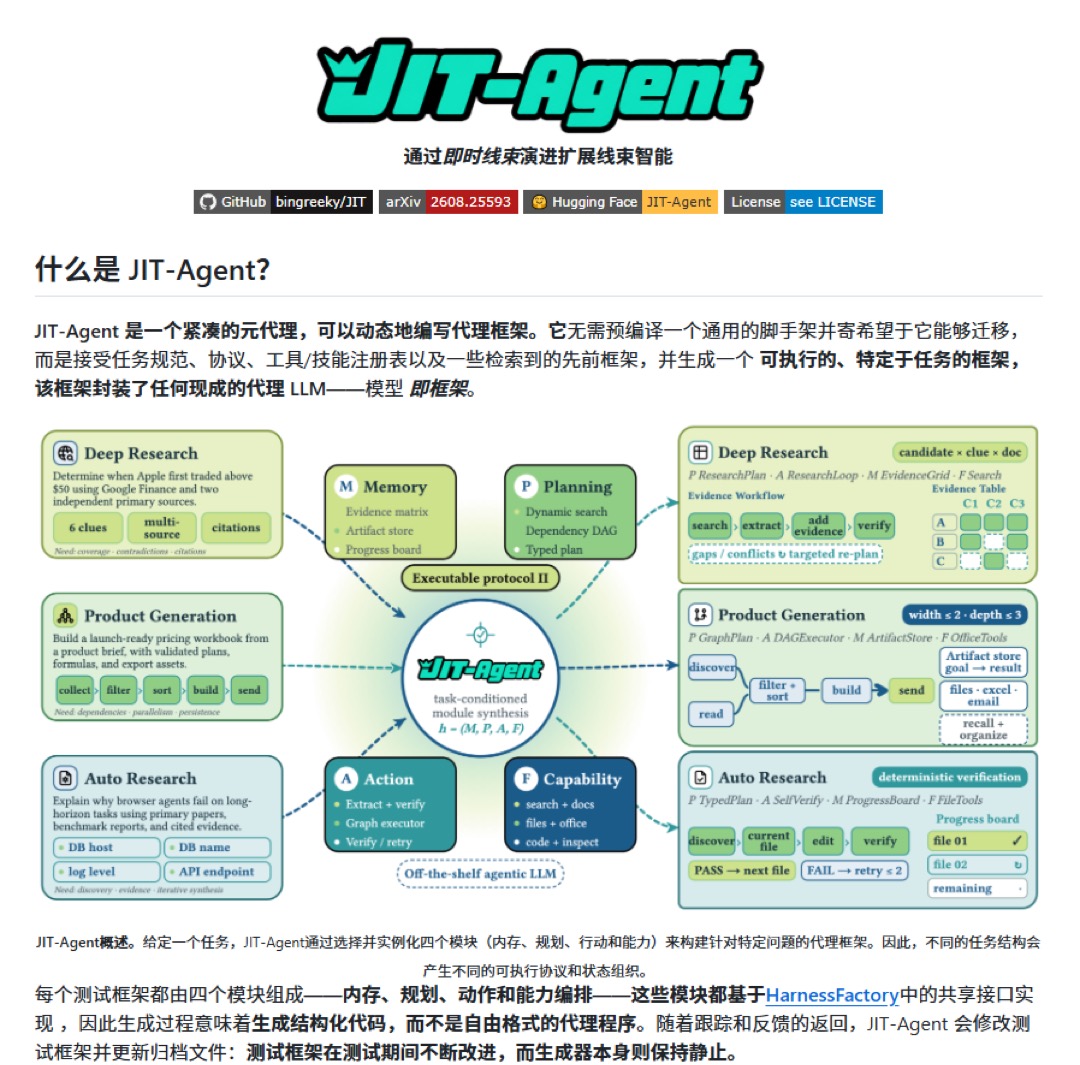 JIT-Agent
通过即时线束演进扩展线束智能
GitHub bingreeky/JIT arXiv 2608.25593 Hugging Face JIT-Agent License see LICENSE
什么是 JIT-Agent？
JIT-Agent 是一个紧凑的元代理，可以动态地编写代理框架。它无需预编译一个通用的脚手架并寄希望于它能够迁移，
而是接受任务规范、协议、工具/技能注册表以及一些检索到的先前框架，并生成一个 可执行的、特定于任务的框架，
该框架封装了任何现成的代理 LLM——模型 即框架。
Deep Research
Determine when Apple first traded above
$50 using Google Finance and two
independent primary sources.
6 clues
multi-
source
citations
Need: coverage · contradictions · citations
Product Generation
Build a launch-ready pricing workbook from
a product brief, with validated plans,
formulas, and export assets.
collect › filter › sort › build › send
Need: dependencies · parallelism · persistence
Auto Research
Explain why browser agents fail on long-
horizon tasks using primary papers,
benchmark reports, and cited evidence.
DB host
DB name
log level
API endpoint
Need: discovery · evidence · iterative synthesis
M Memory
Evidence matrix
Artifact store
Progress board
P Planning
Dynamic search
Dependency DAG
Typed plan
Executable protocol II
JIT-Agent
task-conditioned
module synthesis
h = (M, P, A, F)
A Action
Extract + verify
Graph executor
Verify / retry
F Capability
search + docs
files + office
code + inspect
Off-the-shelf agentic LLM
Deep Research
candidate × clue × doc
P ResearchPlan · A ResearchLoop · M EvidenceGrid · F Search
Evidence Workflow
search › extract › add evidence › verify
gaps / conflicts ↻ targeted re-plan
Evidence Table
C1 C2 C3
A
B
C
Product Generation
width ≤ 2 · depth ≤ 3
P GraphPlan · A DAGExecutor · M ArtifactStore · F OfficeTools
discover
read
filter +
sort
build
send
Artifact store
goal → result
files · excel ·
email
recall +
organize
Auto Research
deterministic verification
P TypedPlan · A SelfVerify · M ProgressBoard · F FileTools
discover › current file › edit › verify
PASS → next file
FAIL → retry ≤ 2
Progress board
file 01 ✓
file 02 ↻
remaining ·
JIT-Agent概述。给定一个任务，JIT-Agent通过选择并实例化四个模块（内存、规划、行动和能力）来构建针对特定问题的代理框架。因此，不同的任务结构会
产生不同的可执行协议和状态组织。
每个测试框架都由四个模块组成——内存、规划、动作和能力编排——这些模块都基于HarnessFactory中的共享接口实
现 ，因此生成过程意味着生成结构化代码，而不是自由格式的代理程序。随着跟踪和反馈的返回，JIT-Agent 会修改测
试框架并更新归档文件：测试框架在测试期间不断改进，而生成器本身则保持静止。